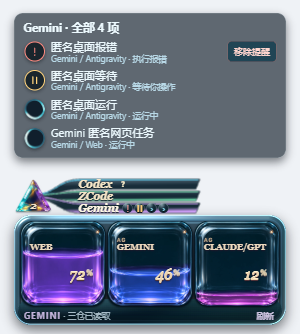 Gemini · 全部 4 项
匿名桌面报错
Gemini / Antigravity · 执行报错
移除提醒
匿名桌面等待
Gemini / Antigravity · 等待你操作
匿名桌面运行
Gemini / Antigravity · 运行中
Gemini 匿名网页任务
Gemini / Web · 运行中
Codex ?
ZCode
Gemini
2
WEB
72%
AG
GEMINI
46%
AG
CLAUDE/GPT
12%
GEMINI · 三仓已读取
刷新